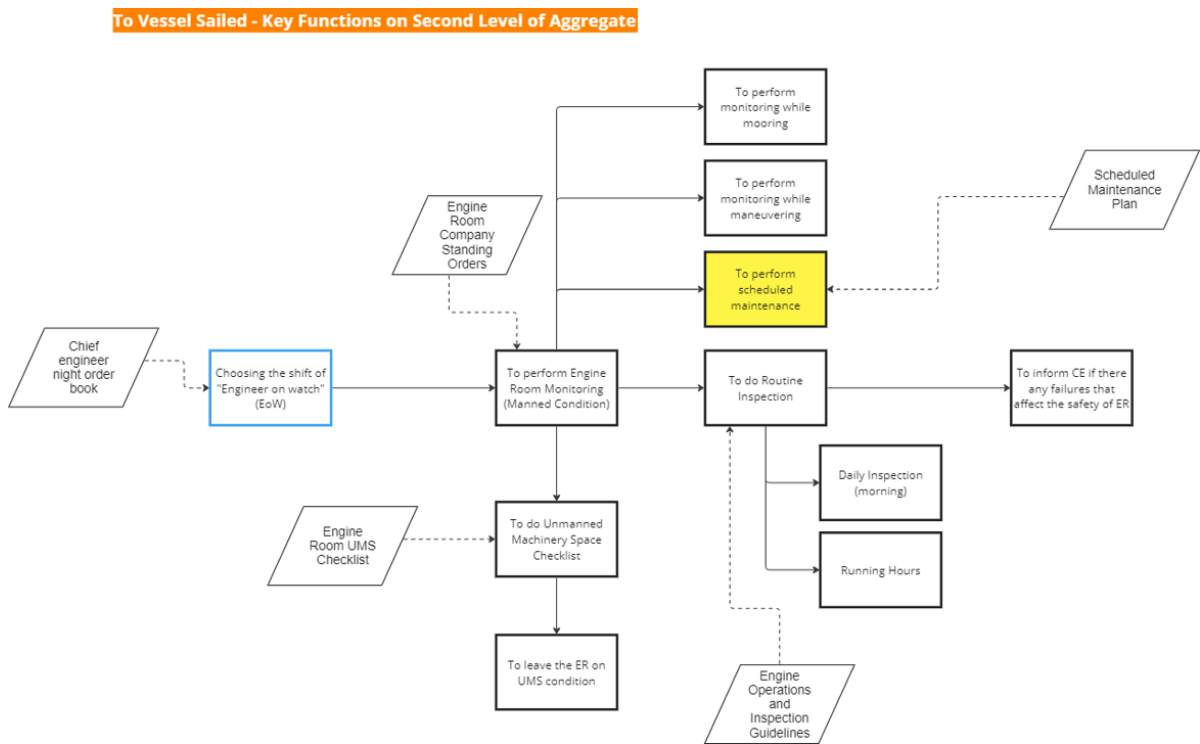 To Vessel Sailed - Key Functions on Second Level of Aggregate
To perform
monitoring while
mooring
To perform
monitoring while
maneuvering
Scheduled
Maintenance
Plan
Engine
Room
Company
Standing
Orders
To perform
scheduled
maintenance
Chief
engineer
night order
book
Choosing the shift of
"Engineer on watch"
(EoW)
To perform Engine
Room Monitoring
(Manned Condition)
To do Routine
Inspection
To inform CE if there
any failures that
affect the safety of ER
Daily Inspection
(morning)
Engine
Room UMS
Checklist
To do Unmanned
Machinery Space
Checklist
Running Hours
To leave the ER on
UMS condition
Engine
Operations
and
Inspection
Guidelines